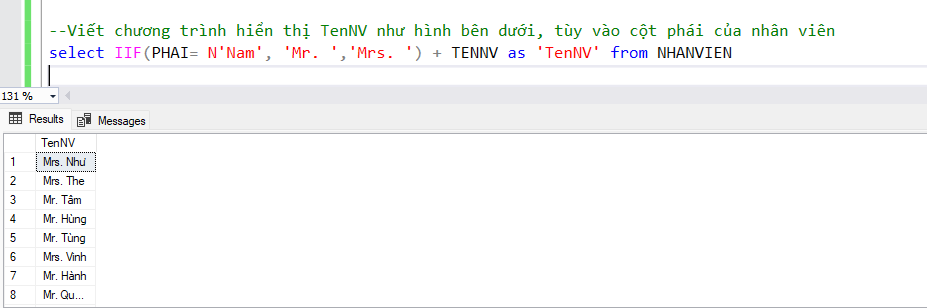 --Viết chương trình hiển thị TenNV như hình bên dưới, tùy vào cột phái của nhân viên
select IIF(PHAI= N'Nam', 'Mr. ','Mrs. ') + TENNV as 'TenNV' from NHANVIEN
131 %
Results Messages
TenNV
1 Mrs. Như
2 Mrs. The
3 Mr. Tâm
4 Mr. Hùng
5 Mr. Tùng
6 Mrs. Vinh
7 Mr. Hành
8 Mr. Qu...